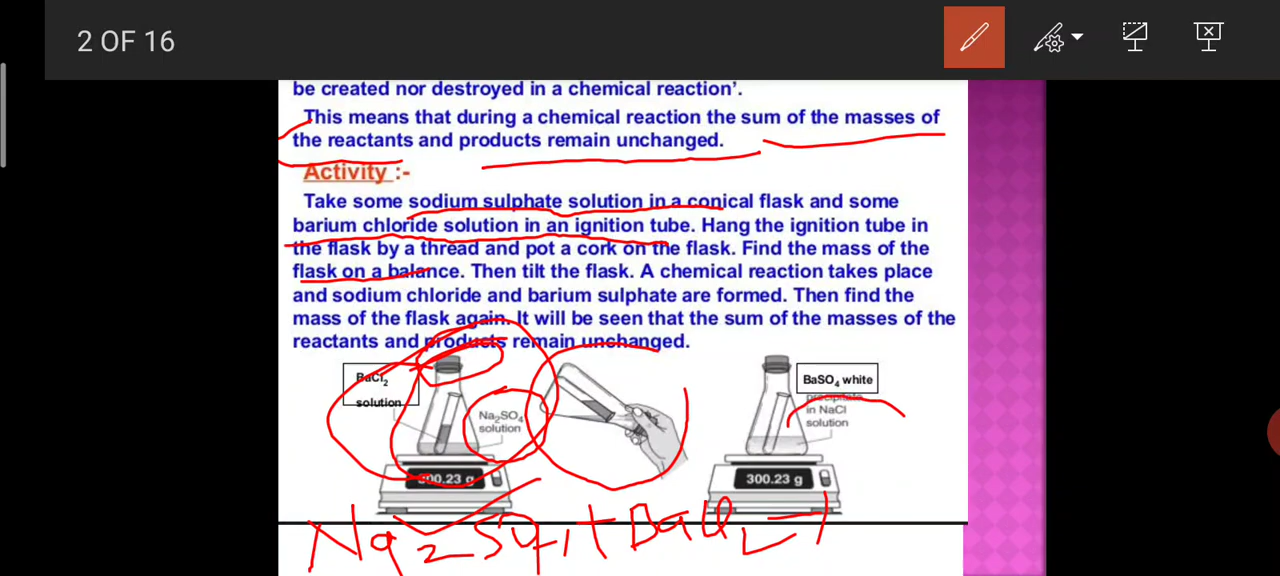 2 OF 16
be created nor destroyed in a chemical reaction'.
This means that during a chemical reaction the sum of the masses of
the reactants and products remain unchanged.
Activity :-
Take some sodium sulphate solution in a conical flask and some
barium chloride solution in an ignition tube. Hang the ignition tube in
the flask by a thread and pot a cork on the flask. Find the mass of the
flask on a balance. Then tilt the flask. A chemical reaction takes place
and sodium chloride and barium sulphate are formed. Then find the
mass of the flask again. It will be seen that the sum of the masses of the
reactants and products remain unchanged.
BaCl2
solution
Na2SO4
solution
300.23 g
BaSO4 white
precipitate
in NaCl
solution
300.23 g
Na2SO4 + BaCl2 →